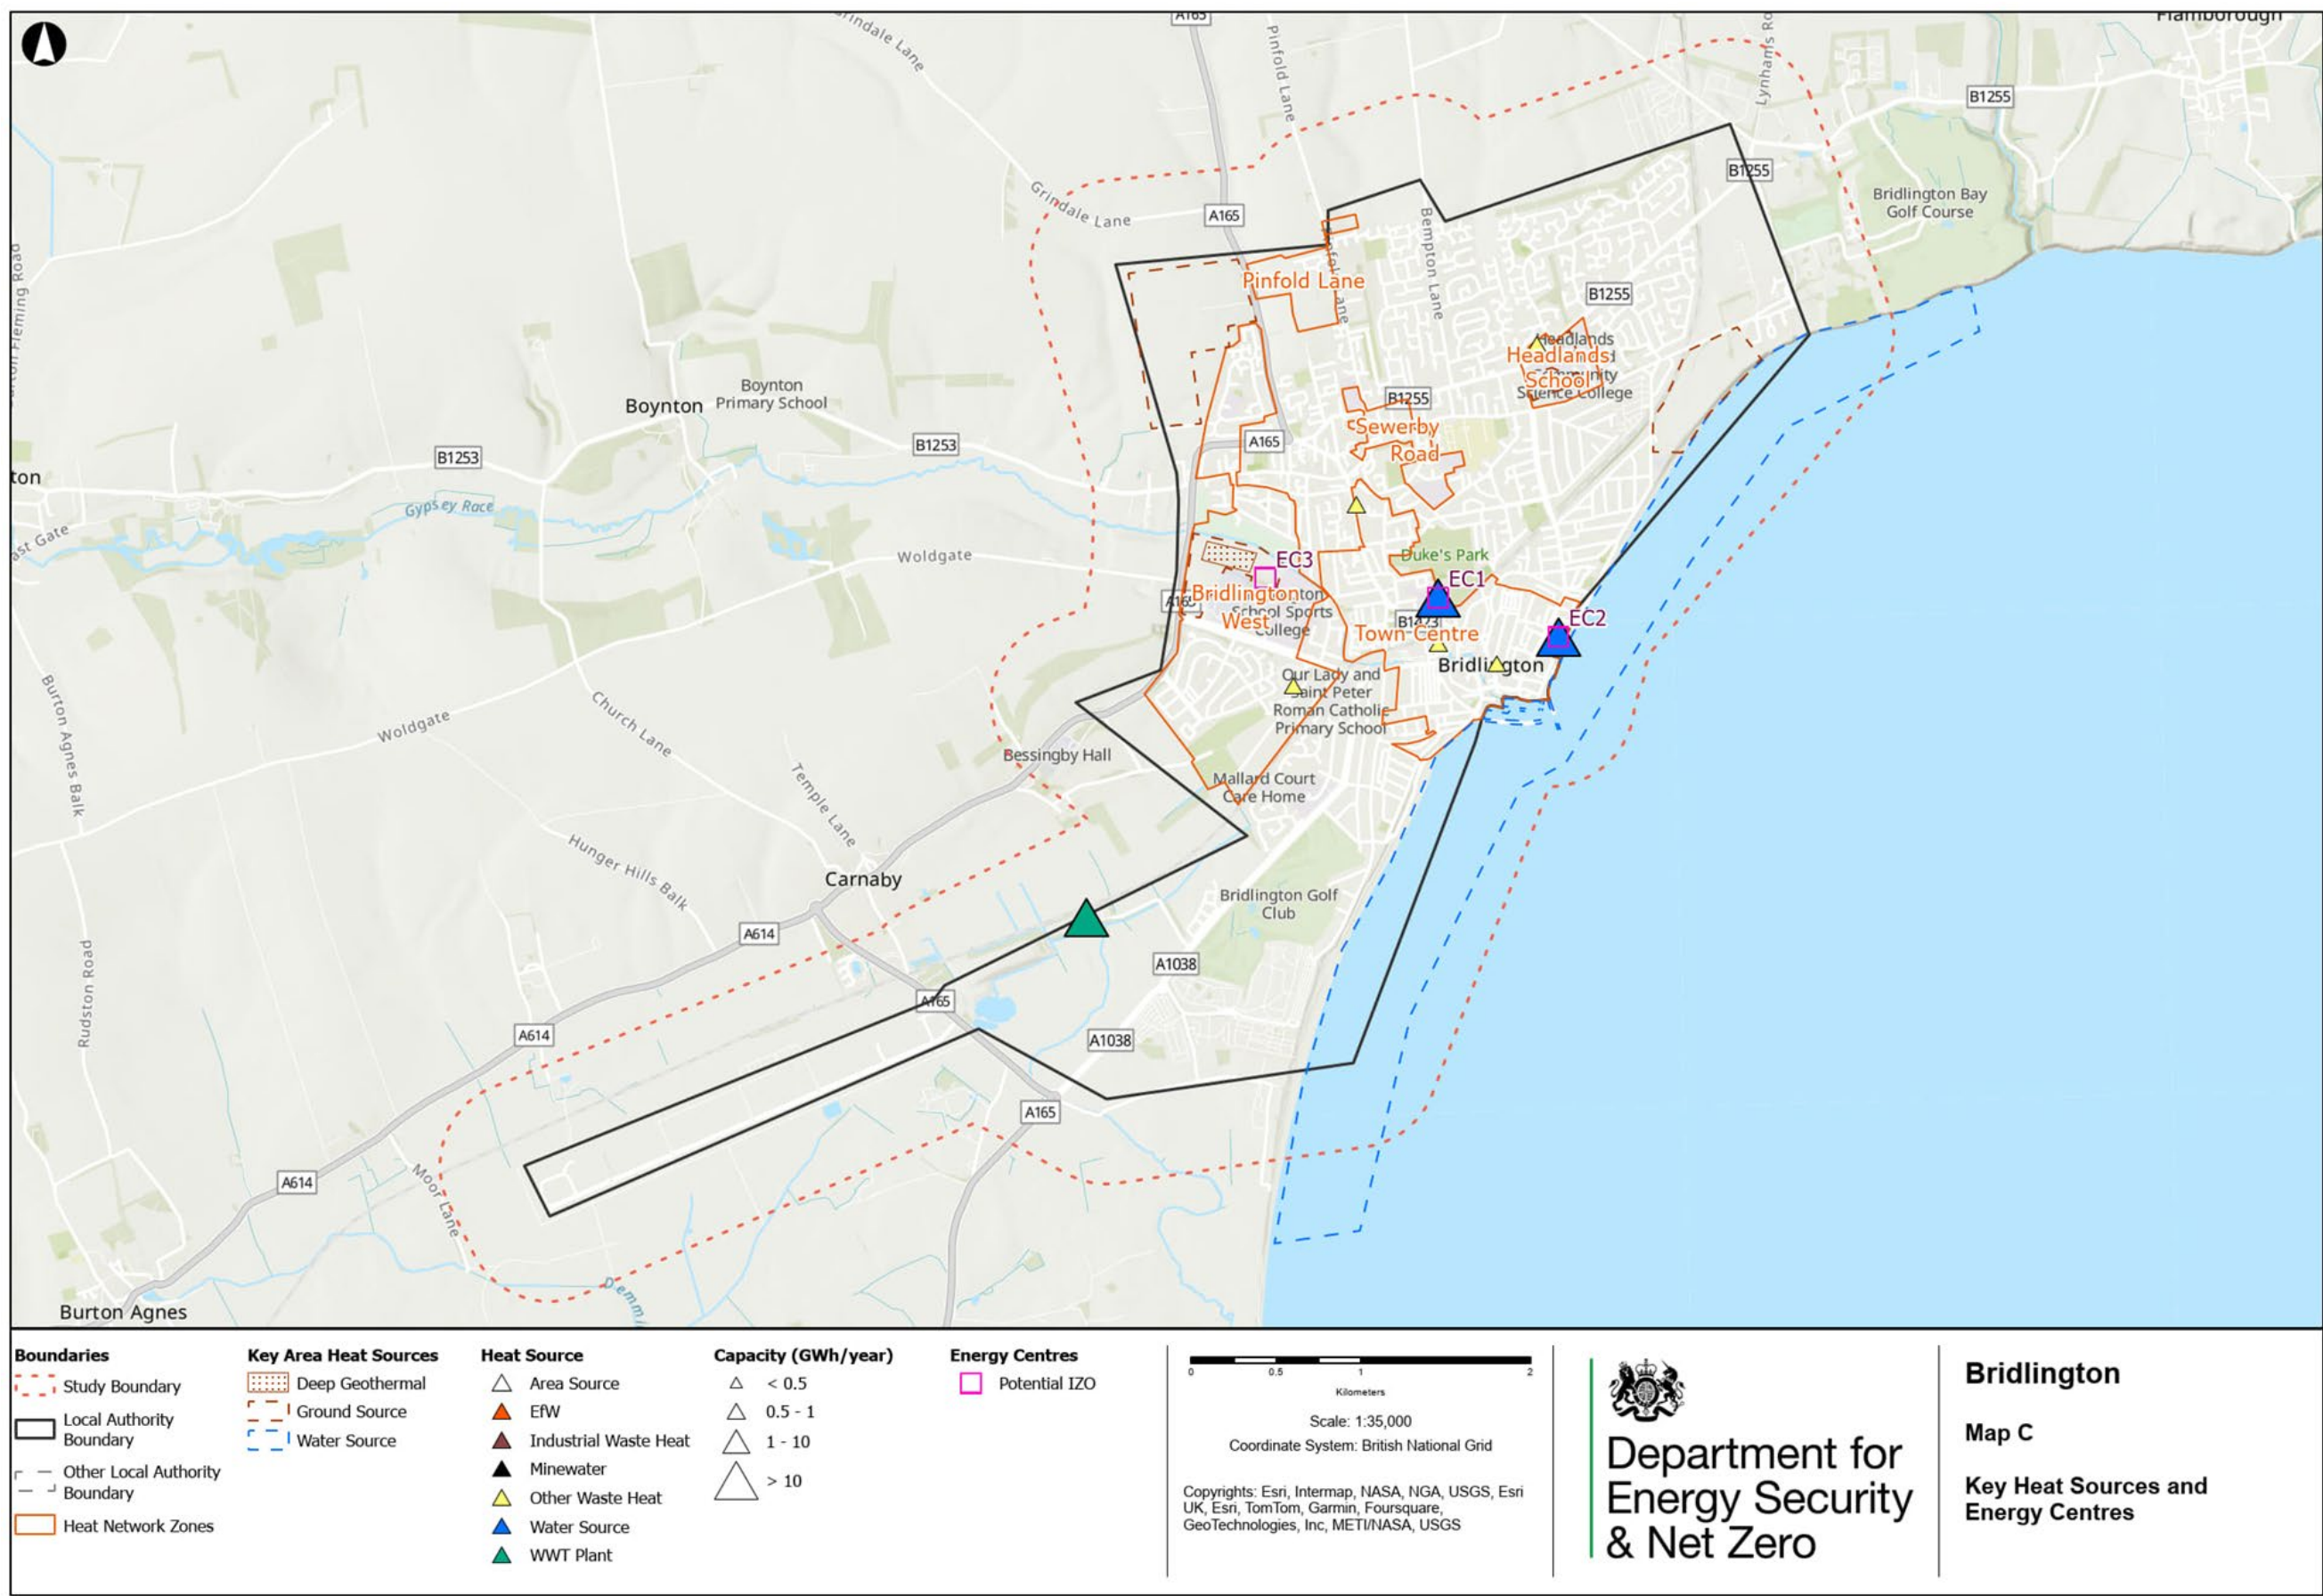 A165
Flamborough
Grindale Lane
Pinfold Lane
Lynhams Ro
B1255
B1255
Bridlington Bay
Golf Course
Grindale Lane
A165
Bempton Lane
Pinfold Lane
B1255
Headlands
Headlands
School
Community
Science College
Boynton
Primary School
Boynton
B1255
Sewerby
Road
B1253
B1253
A165
ton
Gypsey Race
ast Gate
Woldgate
Duke's Park
EC3
EC1
EC2
A165
Bridlington
West
School Sports
College
B1423
Town Centre
Bridlington
Our Lady and
Saint Peter
Roman Catholic
Primary School
Burton Agnes Balk
Woldgate
Church Lane
Bessingby Hall
Temple Lane
Mallard Court
Care Home
Hunger Hills Balk
Carnaby
Bridlington Golf
Club
A614
A1038
Rudston Road
A165
A614
A1038
A165
A614
Moor Lane
Burton Agnes
Boundaries
Study Boundary
Local Authority
Boundary
Other Local Authority
Boundary
Heat Network Zones
Key Area Heat Sources
Deep Geothermal
Ground Source
Water Source
Heat Source
Area Source
EfW
Industrial Waste Heat
Minewater
Other Waste Heat
Water Source
WWT Plant
Capacity (GWh/year)
< 0.5
0.5 - 1
1 - 10
> 10
Energy Centres
Potential IZO
0 0.5 1 2
Kilometers
Scale: 1:35,000
Coordinate System: British National Grid
Copyrights: Esri, Intermap, NASA, NGA, USGS, Esri
UK, Esri, TomTom, Garmin, Foursquare,
GeoTechnologies, Inc, METI/NASA, USGS
Department for
Energy Security
& Net Zero
Bridlington
Map C
Key Heat Sources and
Energy Centres